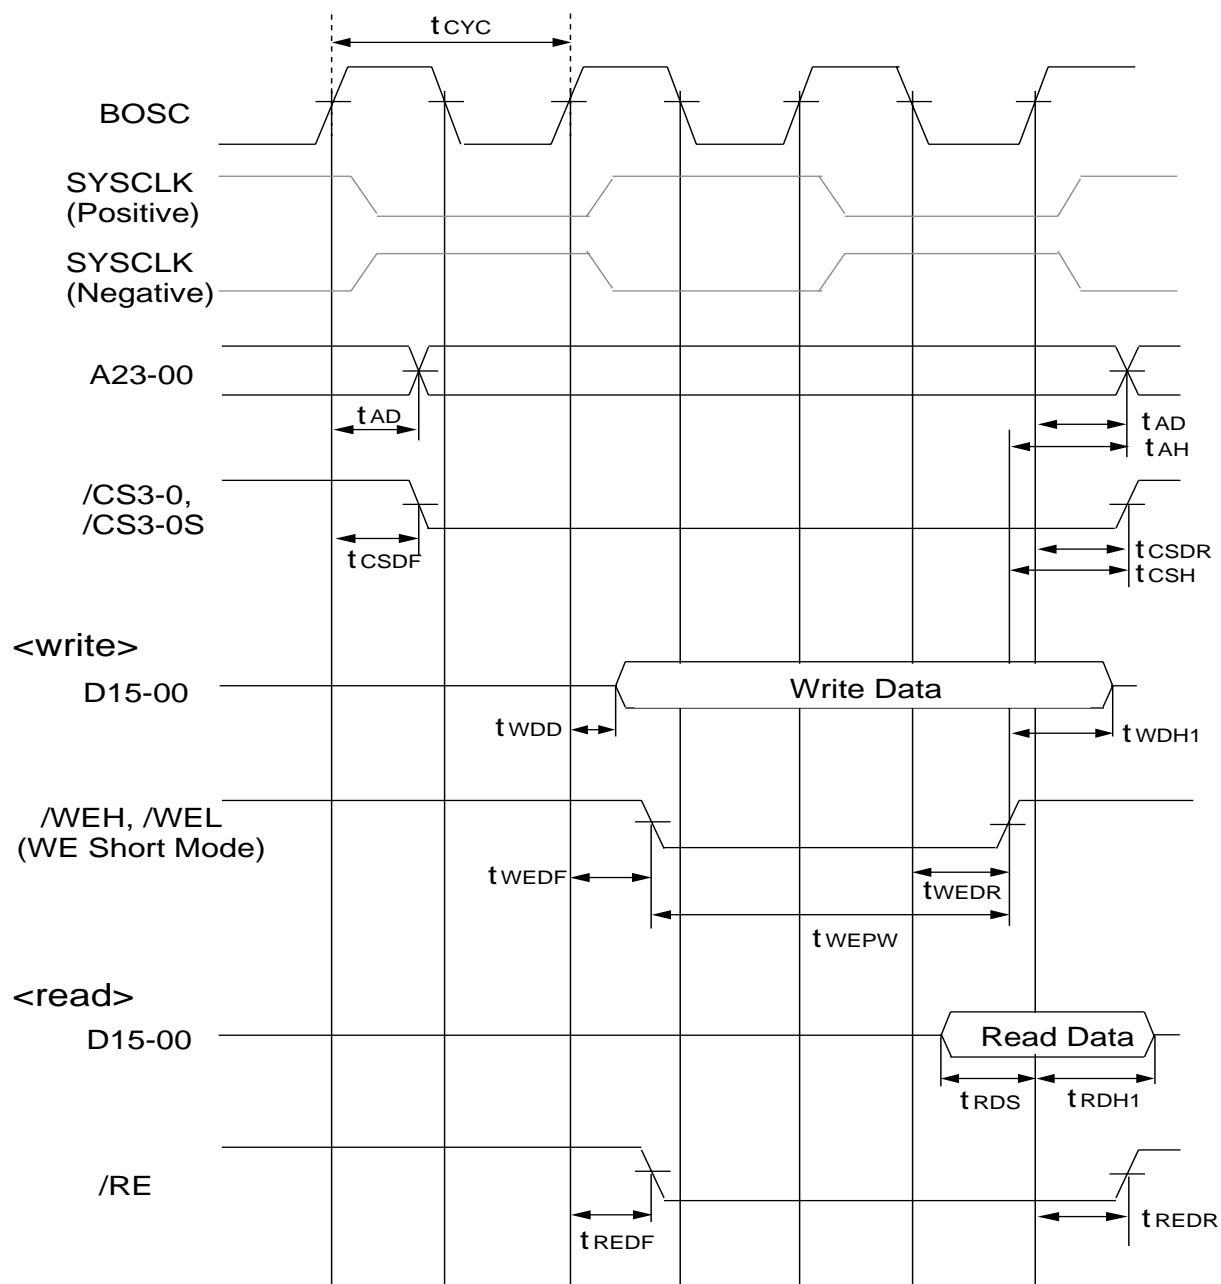 tCYC
BOSC
SYSCLK
(Positive)
SYSCLK
(Negative)
A23-00
tAD
tAD
tAH
/CS3-0,
/CS3-0S
tCSDF
tCSDR
tCSH
<write>
D15-00
Write Data
tWDD
tWDH1
/WEH, /WEL
(WE Short Mode)
tWEDF
tWEDR
tWEPW
<read>
D15-00
Read Data
tRDS
tRDH1
/RE
tREDF
tREDR